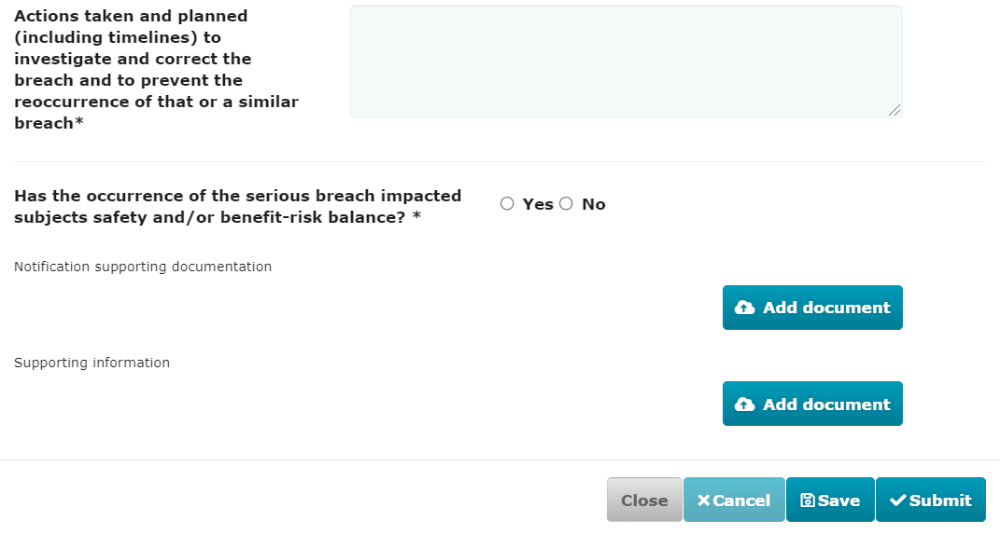 Actions taken and planned
(including timelines) to
investigate and correct the
breach and to prevent the
reoccurrence of that or a similar
breach*
Has the occurrence of the serious breach impacted
subjects safety and/or benefit-risk balance? *
Yes No
Notification supporting documentation
Add document
Supporting information
Add document
Close Cancel Save Submit